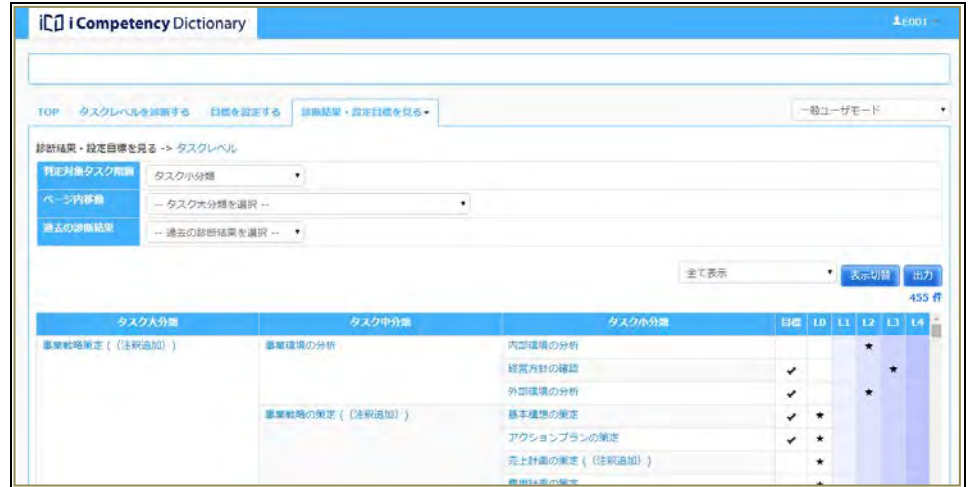 iCD i Competency Dictionary
E001
TOP タスクレベルを診断する 目標を設定する 診断結果・設定目標を見る 一般ユーザモード
診断結果・設定目標を見る -> タスクレベル
判定対象タスク階層 タスク小分類
ページ内移動 -- タスク大分類を選択 --
過去の診断結果 -- 過去の診断結果を選択 --
全て表示 表示切替 出力
455 件
タスク大分類 タスク中分類 タスク小分類 目標 L0 L1 L2 L3 L4
事業戦略策定 ( (注釈追加) ) 事業環境の分析 内部環境の分析 ★
経営方針の確認 ✔ ★
外部環境の分析 ✔ ★
事業戦略の策定 ( (注釈追加) ) 基本構想の策定 ✔ ★
アクションプランの策定 ✔ ★
売上計画の策定 ( (注釈追加) ) ★
費用計画の策定 ★